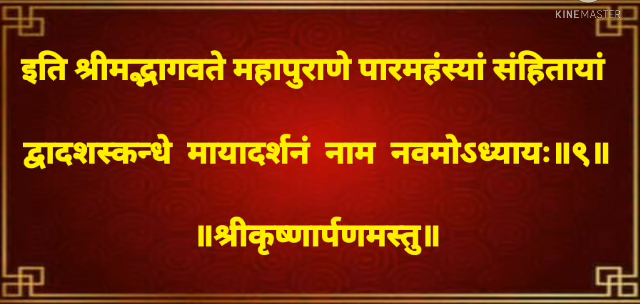 KINEMASTER
इति श्रीमद्भागवते महापुराणे पारमहंस्यां संहितायां
द्वादशस्कन्धे मायादर्शनं नाम नवमोऽध्यायः॥९॥
॥श्रीकृष्णार्पणमस्तु॥